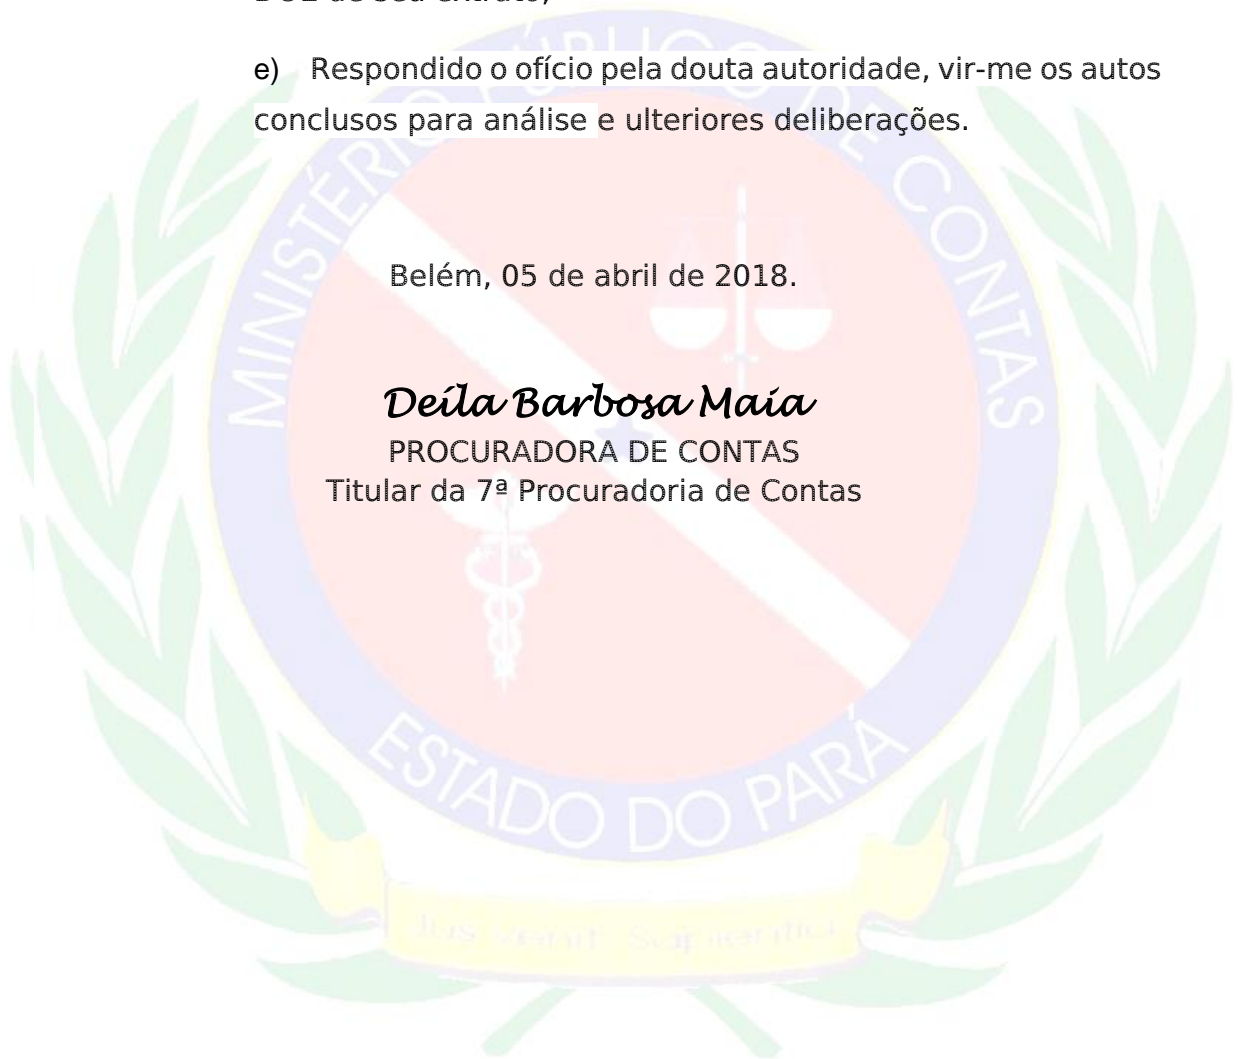 e) Respondido o ofício pela douta autoridade, vir-me os autos
conclusos para análise e ulteriores deliberações.
MINISTÉRIO PÚBLICO DE CONTAS
Belém, 05 de abril de 2018.
Deíla Barbosa Maia
PROCURADORA DE CONTAS
Titular da 7ª Procuradoria de Contas
ESTADO DO PARÁ